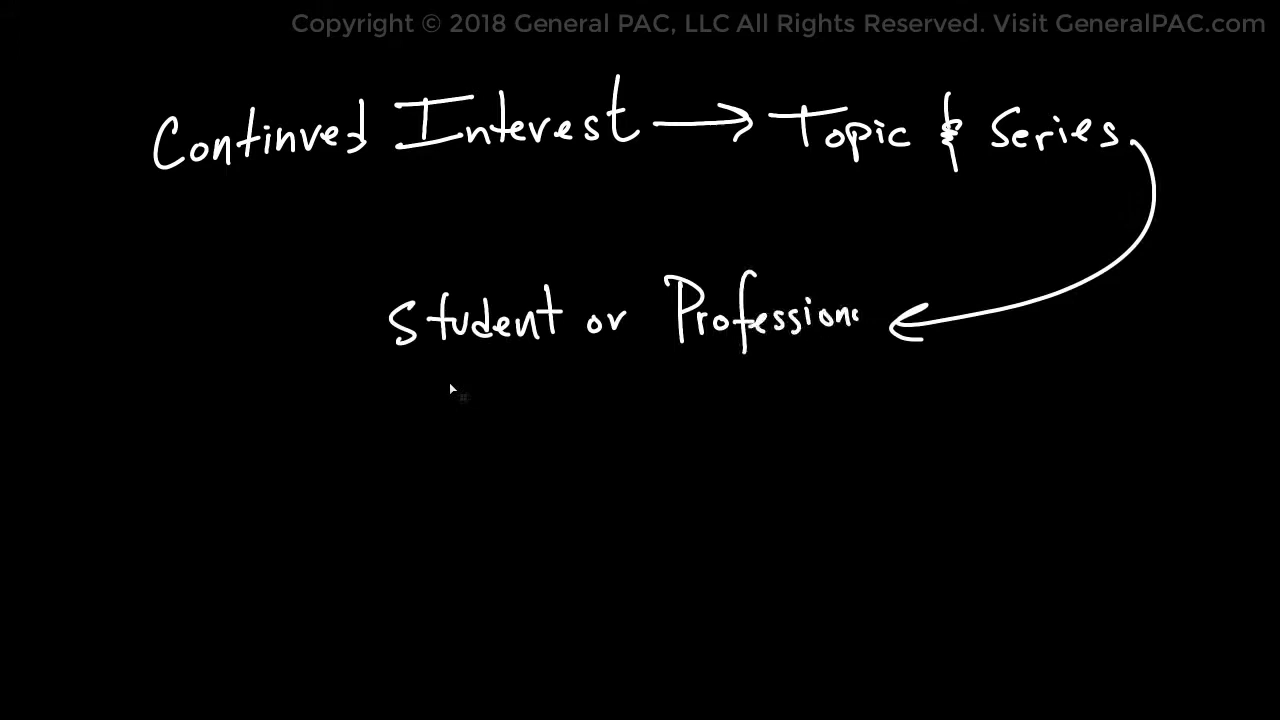 Copyright © 2018 General PAC, LLC All Rights Reserved. Visit GeneralPAC.com
Continued Interest → Topic & Series
Student or Professiona